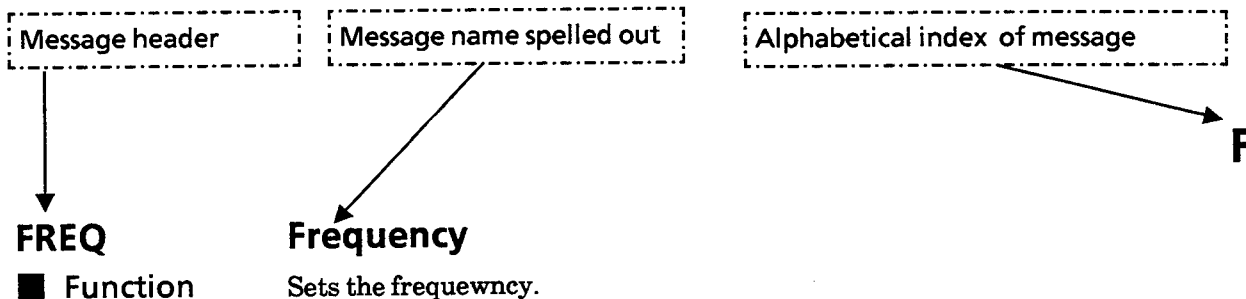 Message header Message name spelled out Alphabetical index of message
F
FREQ Frequency
■ Function Sets the frequewncy.